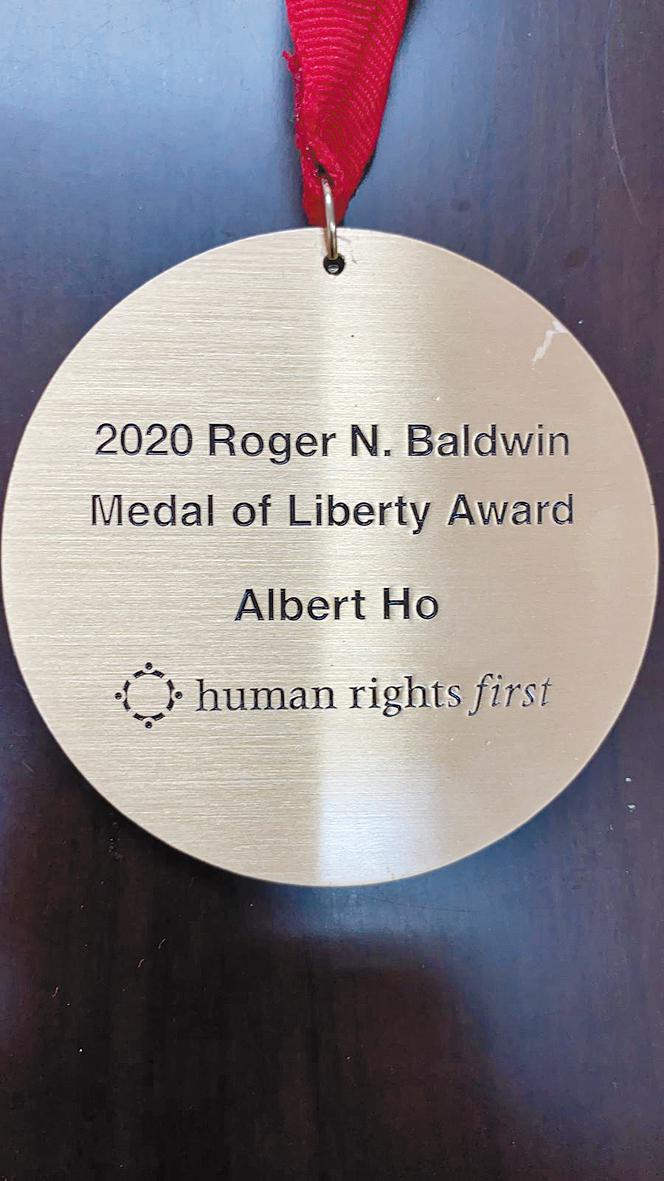 2020 Roger N. Baldwin
Medal of Liberty Award
Albert Ho
human rights first